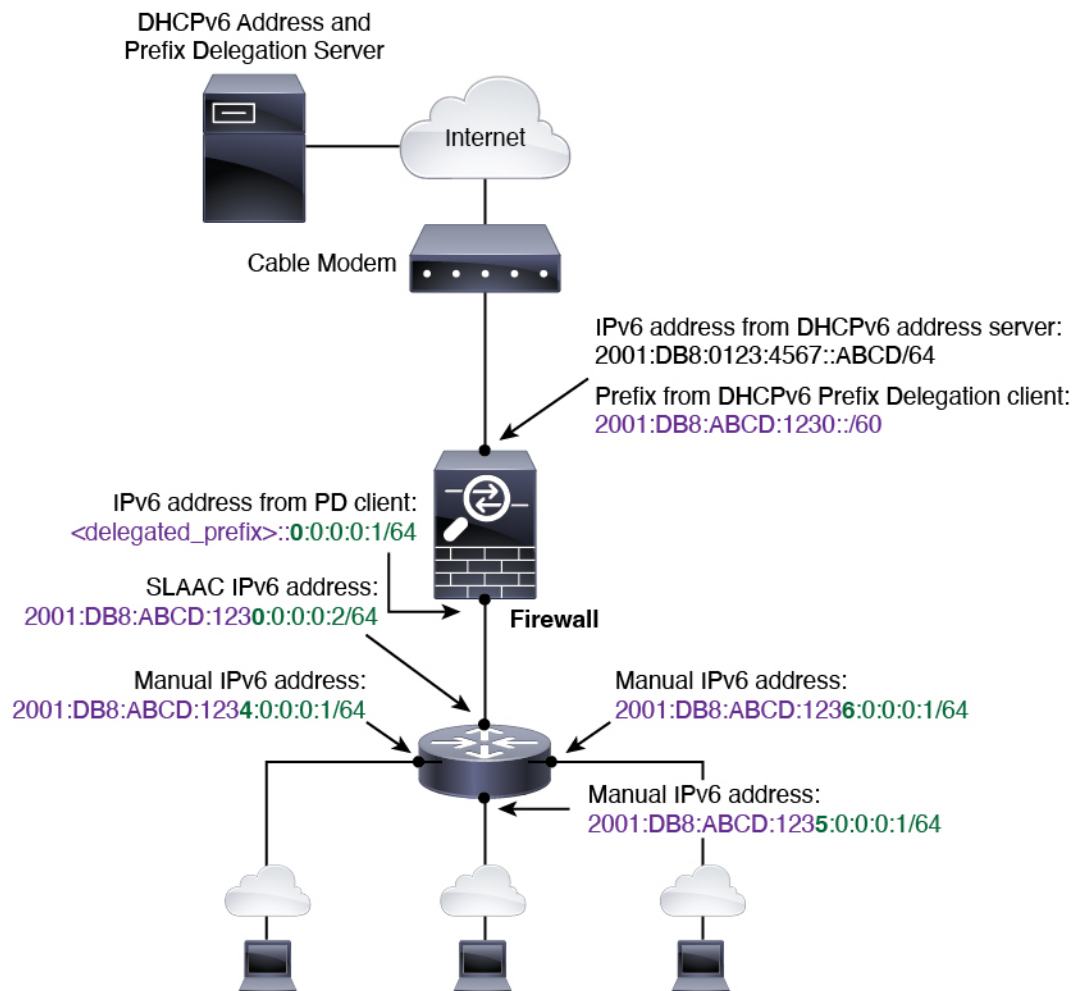 DHCPv6 Address and
Prefix Delegation Server
Internet
Cable Modem
IPv6 address from DHCPv6 address server:
2001:DB8:0123:4567::ABCD/64
Prefix from DHCPv6 Prefix Delegation client:
2001:DB8:ABCD:1230::/60
IPv6 address from PD client:
<delegated_prefix>::0:0:0:0:1/64
SLAAC IPv6 address:
2001:DB8:ABCD:1230:0:0:0:2/64
Firewall
Manual IPv6 address:
2001:DB8:ABCD:1234:0:0:0:1/64
Manual IPv6 address:
2001:DB8:ABCD:1236:0:0:0:1/64
Manual IPv6 address:
2001:DB8:ABCD:1235:0:0:0:1/64